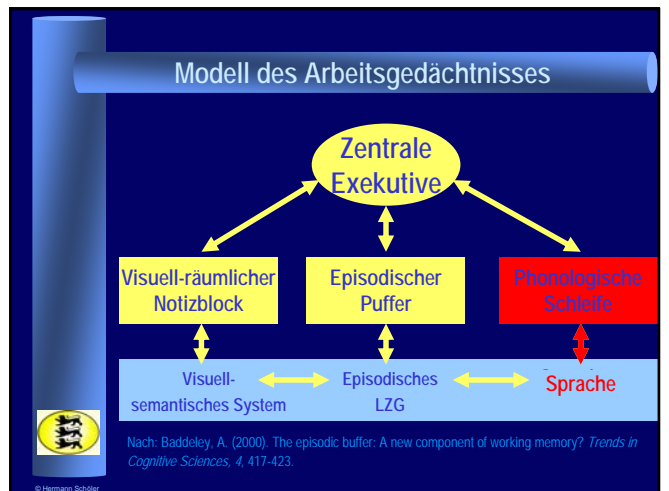 Modell des Arbeitsgedächtnisses
Zentrale
Exekutive
Visuell-räumlicher
Notizblock
Episodischer
Puffer
Phonologische
Schleife
Visuell-
semantisches System
Episodisches
LZG
Sprache
Nach: Baddeley, A. (2000). The episodic buffer: A new component of working memory? Trends in
Cognitive Sciences, 4, 417-423.
© Hermann Schöler